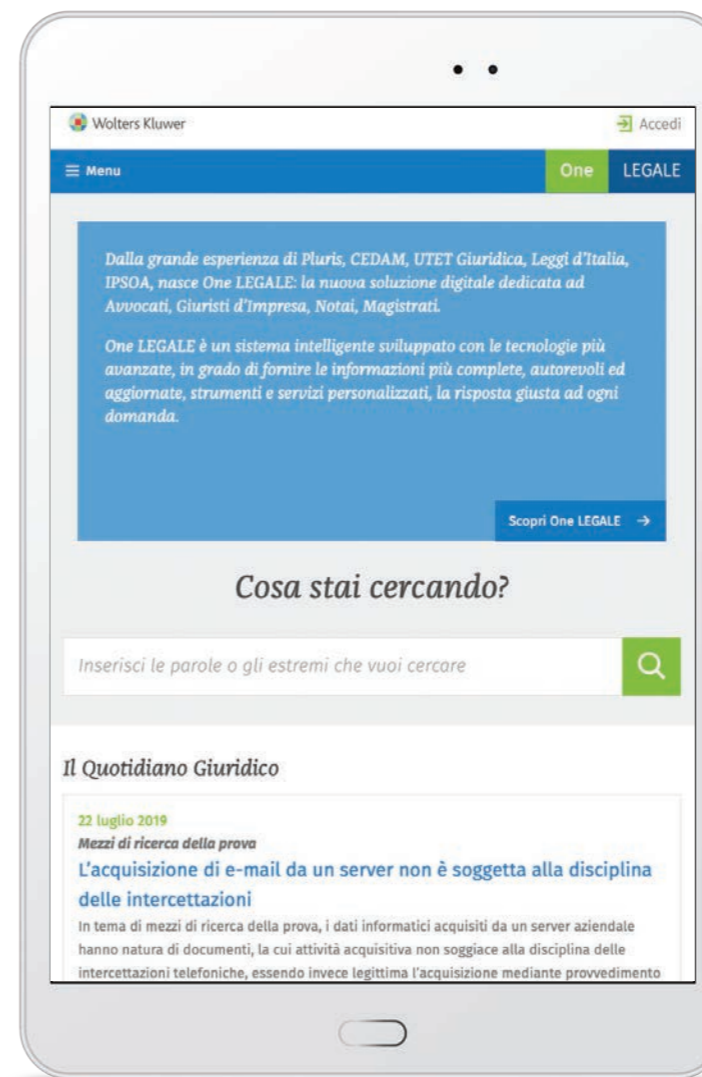 Wolters Kluwer
Accedi
Menu
One
LEGALE
Dalla grande esperienza di Pluris, CEDAM, UTET Giuridica, Leggi d'Italia,
IPSOA, nasce One LEGALE: la nuova soluzione digitale dedicata ad
Avvocati, Giuristi d'Impresa, Notai, Magistrati.
One LEGALE è un sistema intelligente sviluppato con le tecnologie più
avanzate, in grado di fornire le informazioni più complete, autorevoli ed
aggiornate, strumenti e servizi personalizzati, la risposta giusta ad ogni
domanda.
Scopri One LEGALE →
Cosa stai cercando?
Inserisci le parole o gli estremi che vuoi cercare
Il Quotidiano Giuridico
22 luglio 2019
Mezzi di ricerca della prova
L'acquisizione di e-mail da un server non è soggetta alla disciplina
delle intercettazioni
In tema di mezzi di ricerca della prova, i dati informatici acquisiti da un server aziendale
hanno natura di documenti, la cui attività acquisitiva non soggiace alla disciplina delle
intercettazioni telefoniche, essendo invece legittima l'acquisizione mediante provvedimento